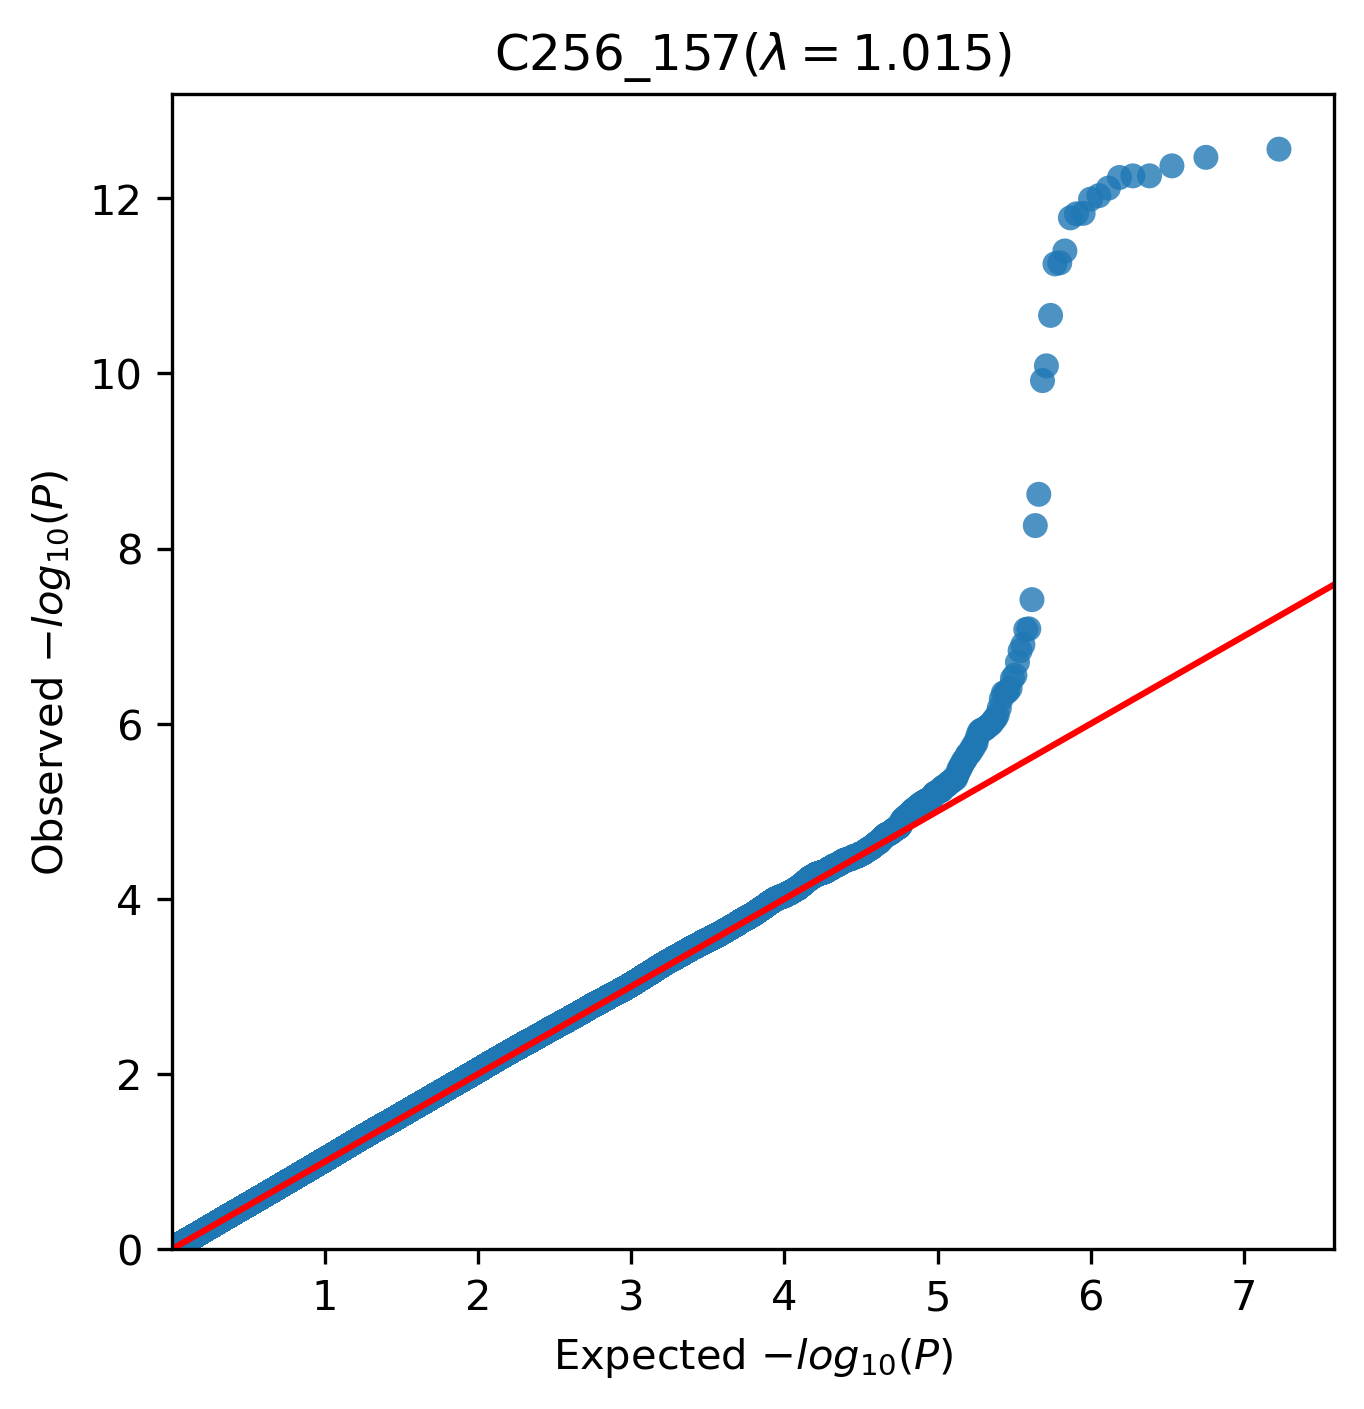 C256_157(λ = 1.015)
12
10
8
6
4
2
0
Observed −log₁₀(P)
1 2 3 4 5 6 7
Expected −log₁₀(P)